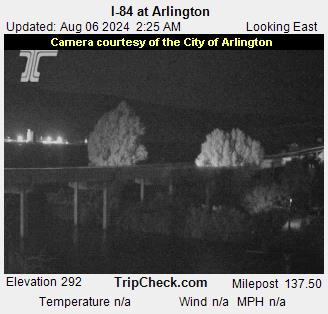 I-84 at Arlington
Updated: Aug 06 2024 2:25 AM Looking East
Camera courtesy of the City of Arlington
Elevation 292 TripCheck.com Milepost 137.50
Temperature n/a Wind n/a MPH n/a